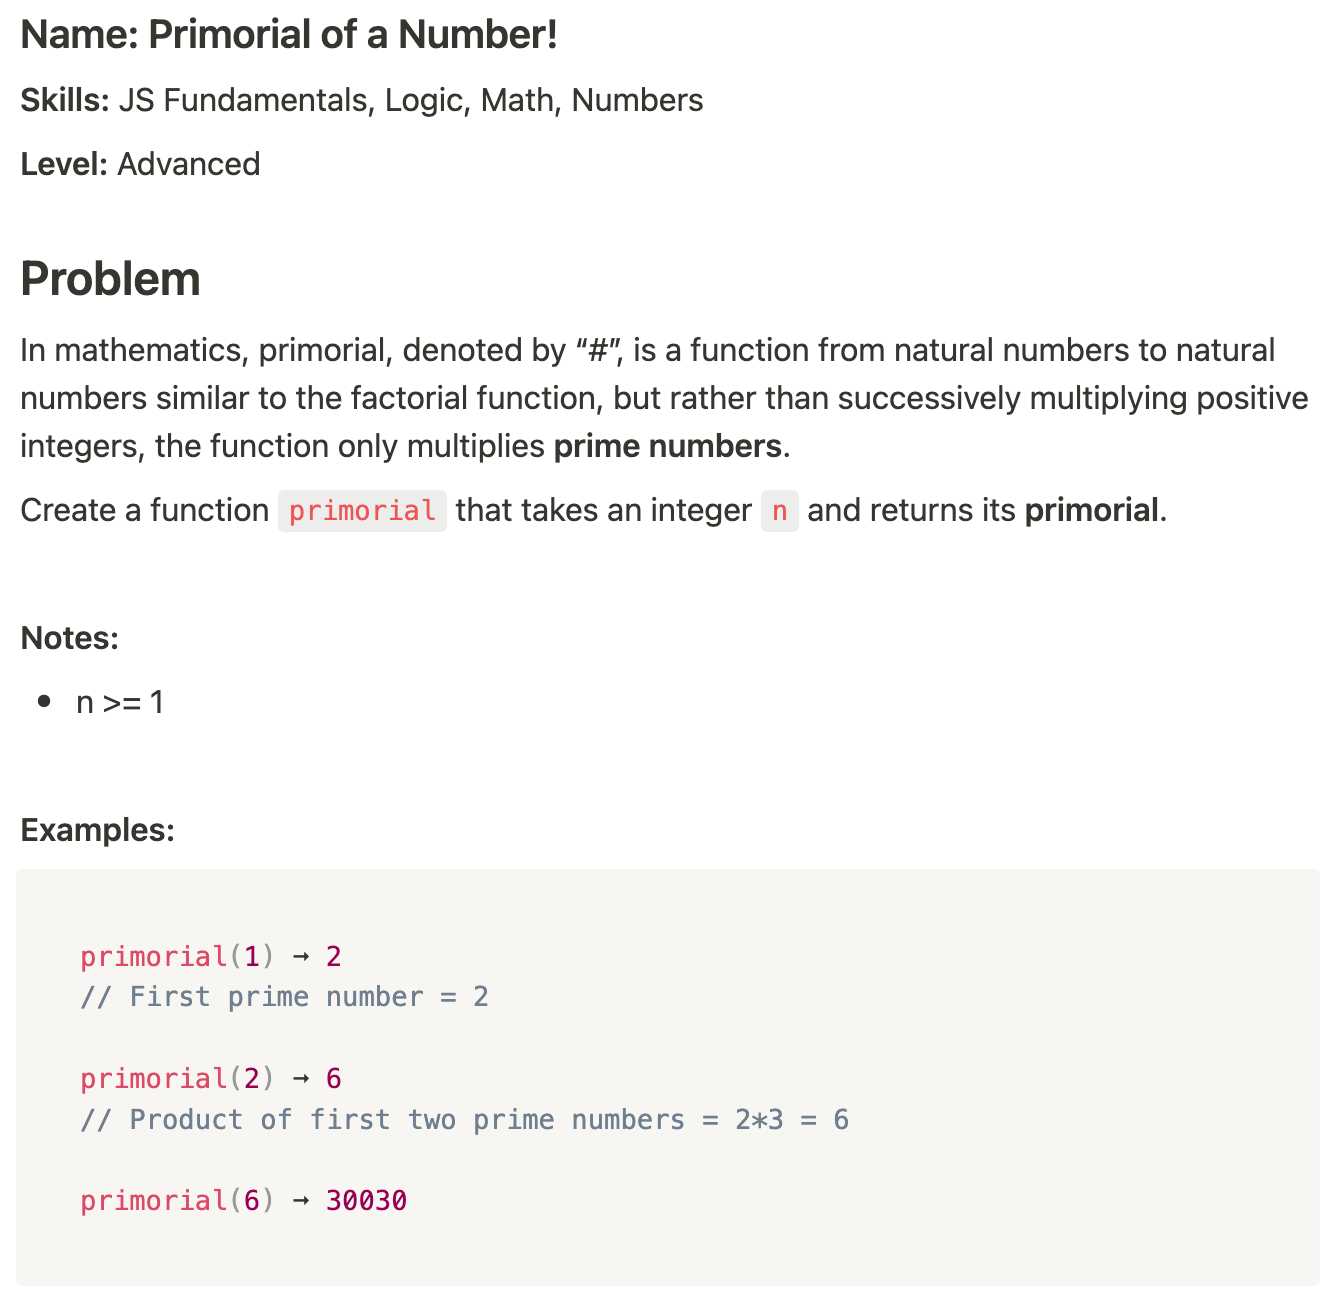 Name: Primorial of a Number!
Skills: JS Fundamentals, Logic, Math, Numbers
Level: Advanced
Problem
In mathematics, primorial, denoted by “#”, is a function from natural numbers to natural
numbers similar to the factorial function, but rather than successively multiplying positive
integers, the function only multiplies prime numbers.
Create a function primorial that takes an integer n and returns its primorial.
Notes:
• n >= 1
Examples:
primorial(1) → 2
// First prime number = 2
primorial(2) → 6
// Product of first two prime numbers = 2*3 = 6
primorial(6) → 30030